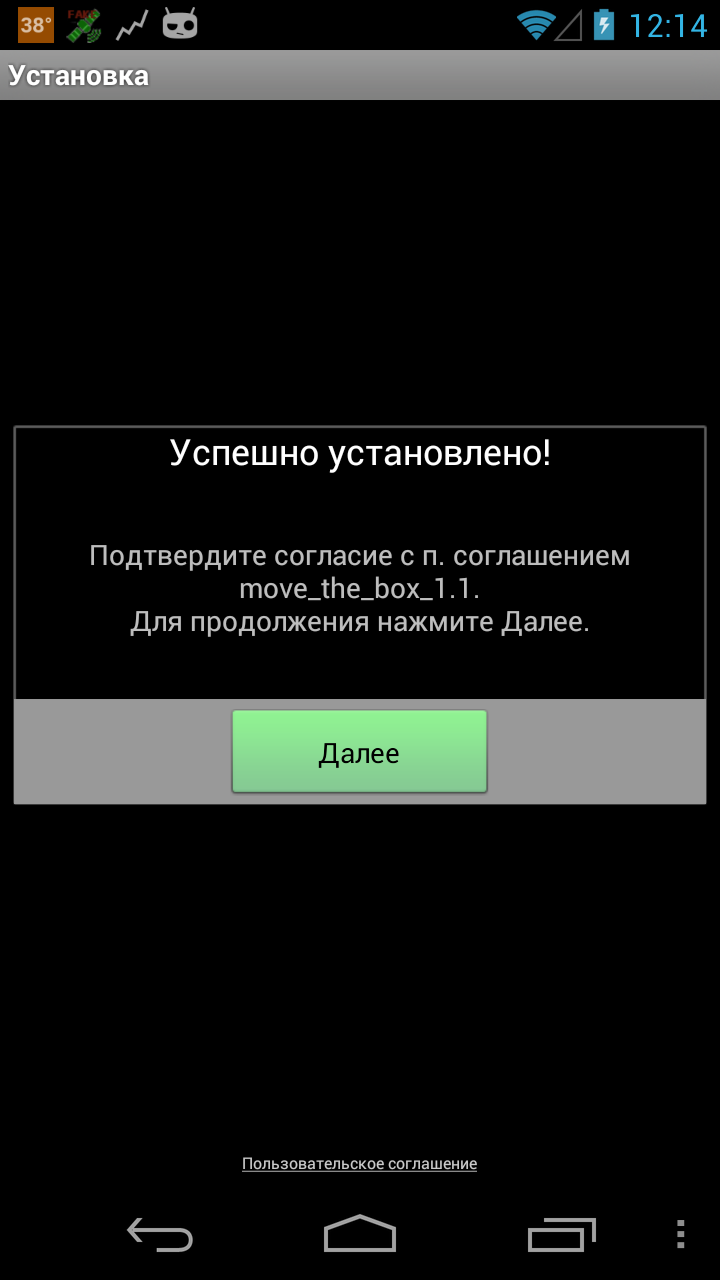 38°
FAKE
12:14
Установка
Успешно установлено!
Подтвердите согласие с п. соглашением
move_the_box_1.1.
Для продолжения нажмите Далее.
Далее
Пользовательское соглашение